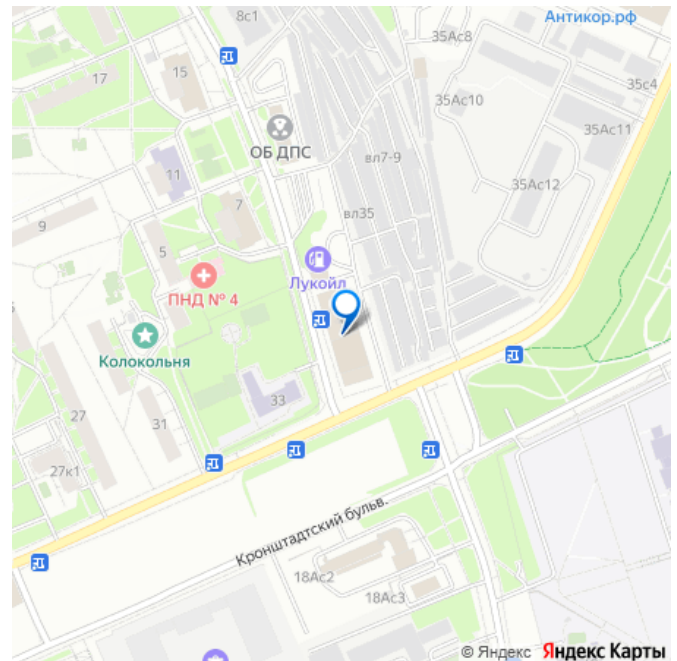 8с1
Антикор.рф
35Ас8
17
15
35с4
35Ас10
ОБ ДПС
35Ас11
вл7-9
11
35Ас12
7
вл35
9
5
Лукойл
ПНД № 4
Колокольня
33
27
31
27к1
Кронштадтский бульв.
18Ас2
18Ас3
© Яндекс Яндекс Карты